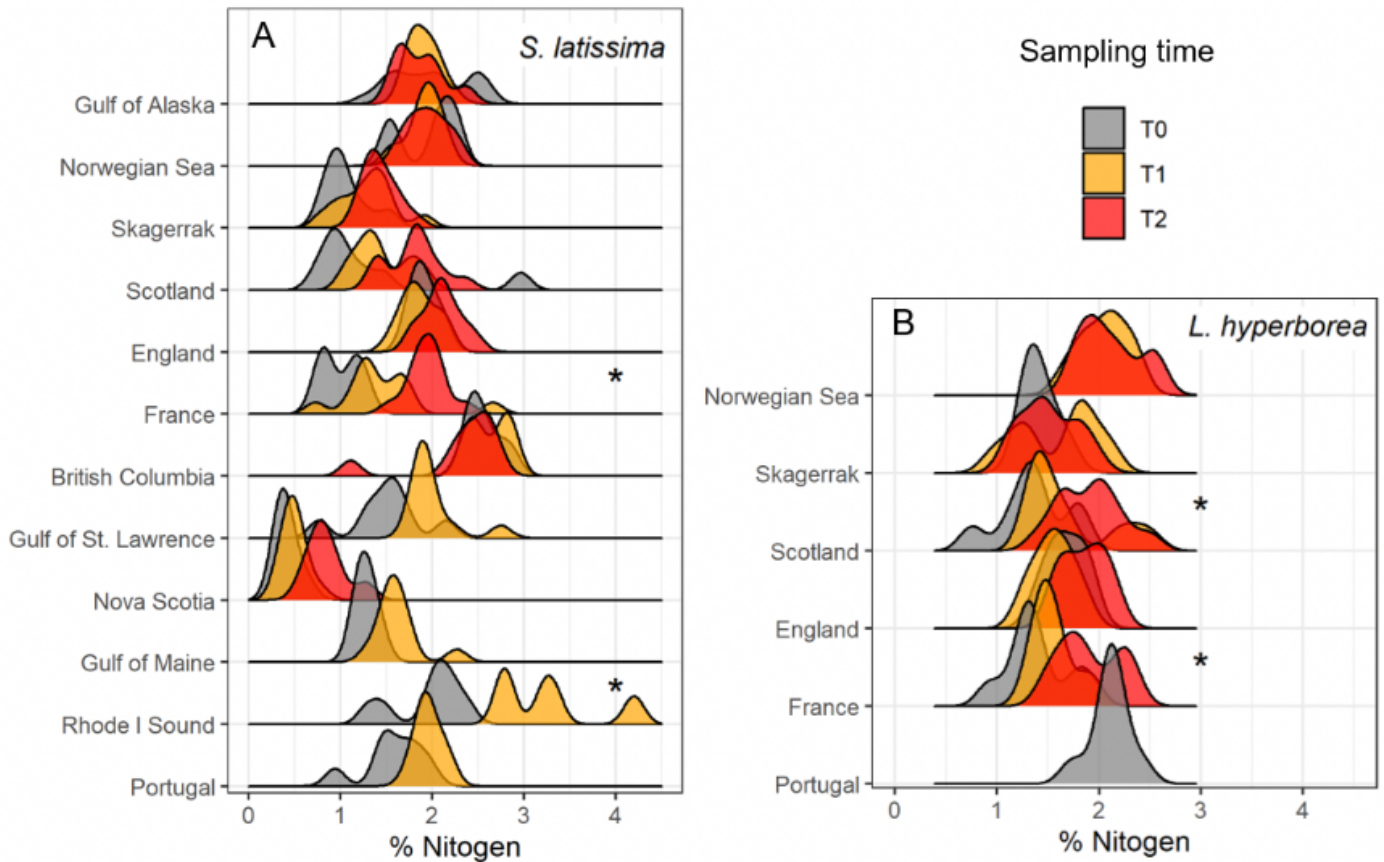 A
S. latissima
Gulf of Alaska
Norwegian Sea
Skagerrak
Scotland
England
France
*
British Columbia
Gulf of St. Lawrence
Nova Scotia
Gulf of Maine
Rhode I Sound
*
Portugal
0 1 2 3 4
% Nitogen
Sampling time
T0
T1
T2
B
L. hyperborea
Norwegian Sea
Skagerrak
Scotland
*
England
France
*
Portugal
0 1 2 3 4
% Nitogen